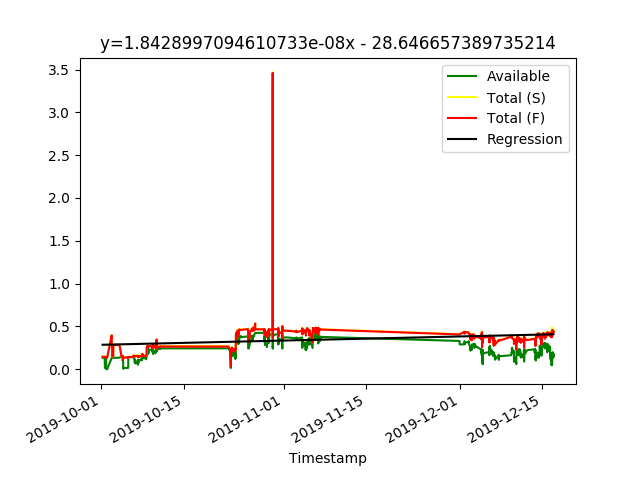 y=1.8428997094610733e-08x - 28.646657389735214
3.5
3.0
2.5
2.0
1.5
1.0
0.5
0.0
Available
Total (S)
Total (F)
Regression
2019-10-01
2019-10-15
2019-11-01
2019-11-15
2019-12-01
2019-12-15
Timestamp